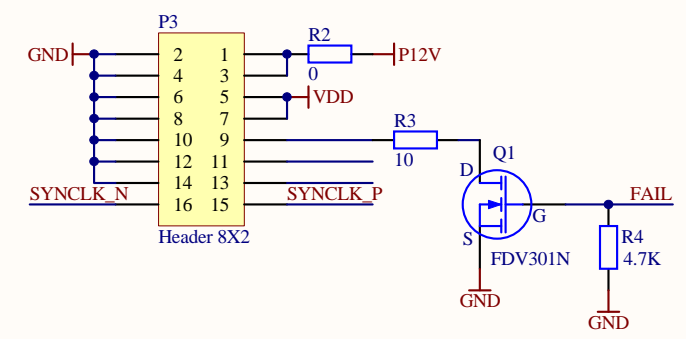 P3
R2
GND
2
1
P12V
4
3
0
6
5
VDD
8
7
R3
10
9
10
12
11
Q1
D
14
13
SYNCLK_N
SYNCLK_P
FAIL
16
15
G
Header 8X2
S
R4
FDV301N
4.7K
GND
GND